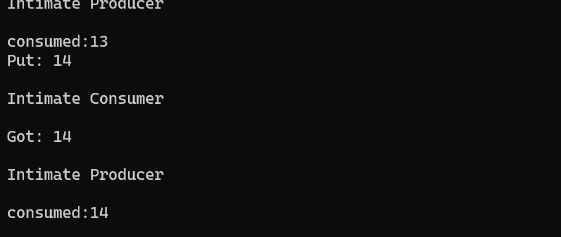 Intimate Producer
consumed:13
Put: 14
Intimate Consumer
Got: 14
Intimate Producer
consumed:14